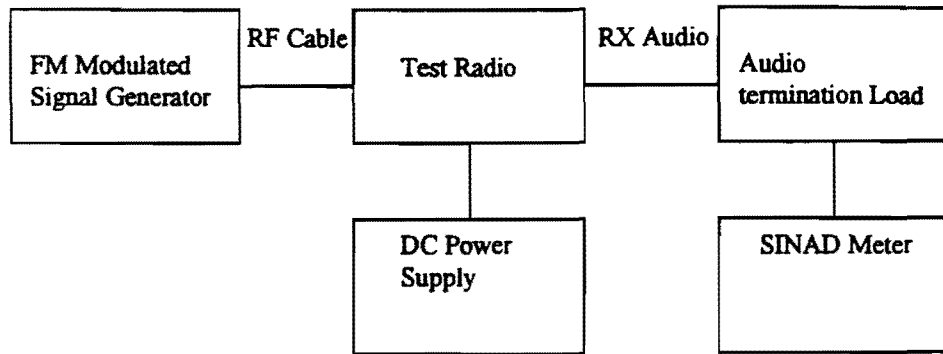 RF Cable
RX Audio
FM Modulated
Signal Generator
Test Radio
Audio
termination Load
DC Power
Supply
SINAD Meter